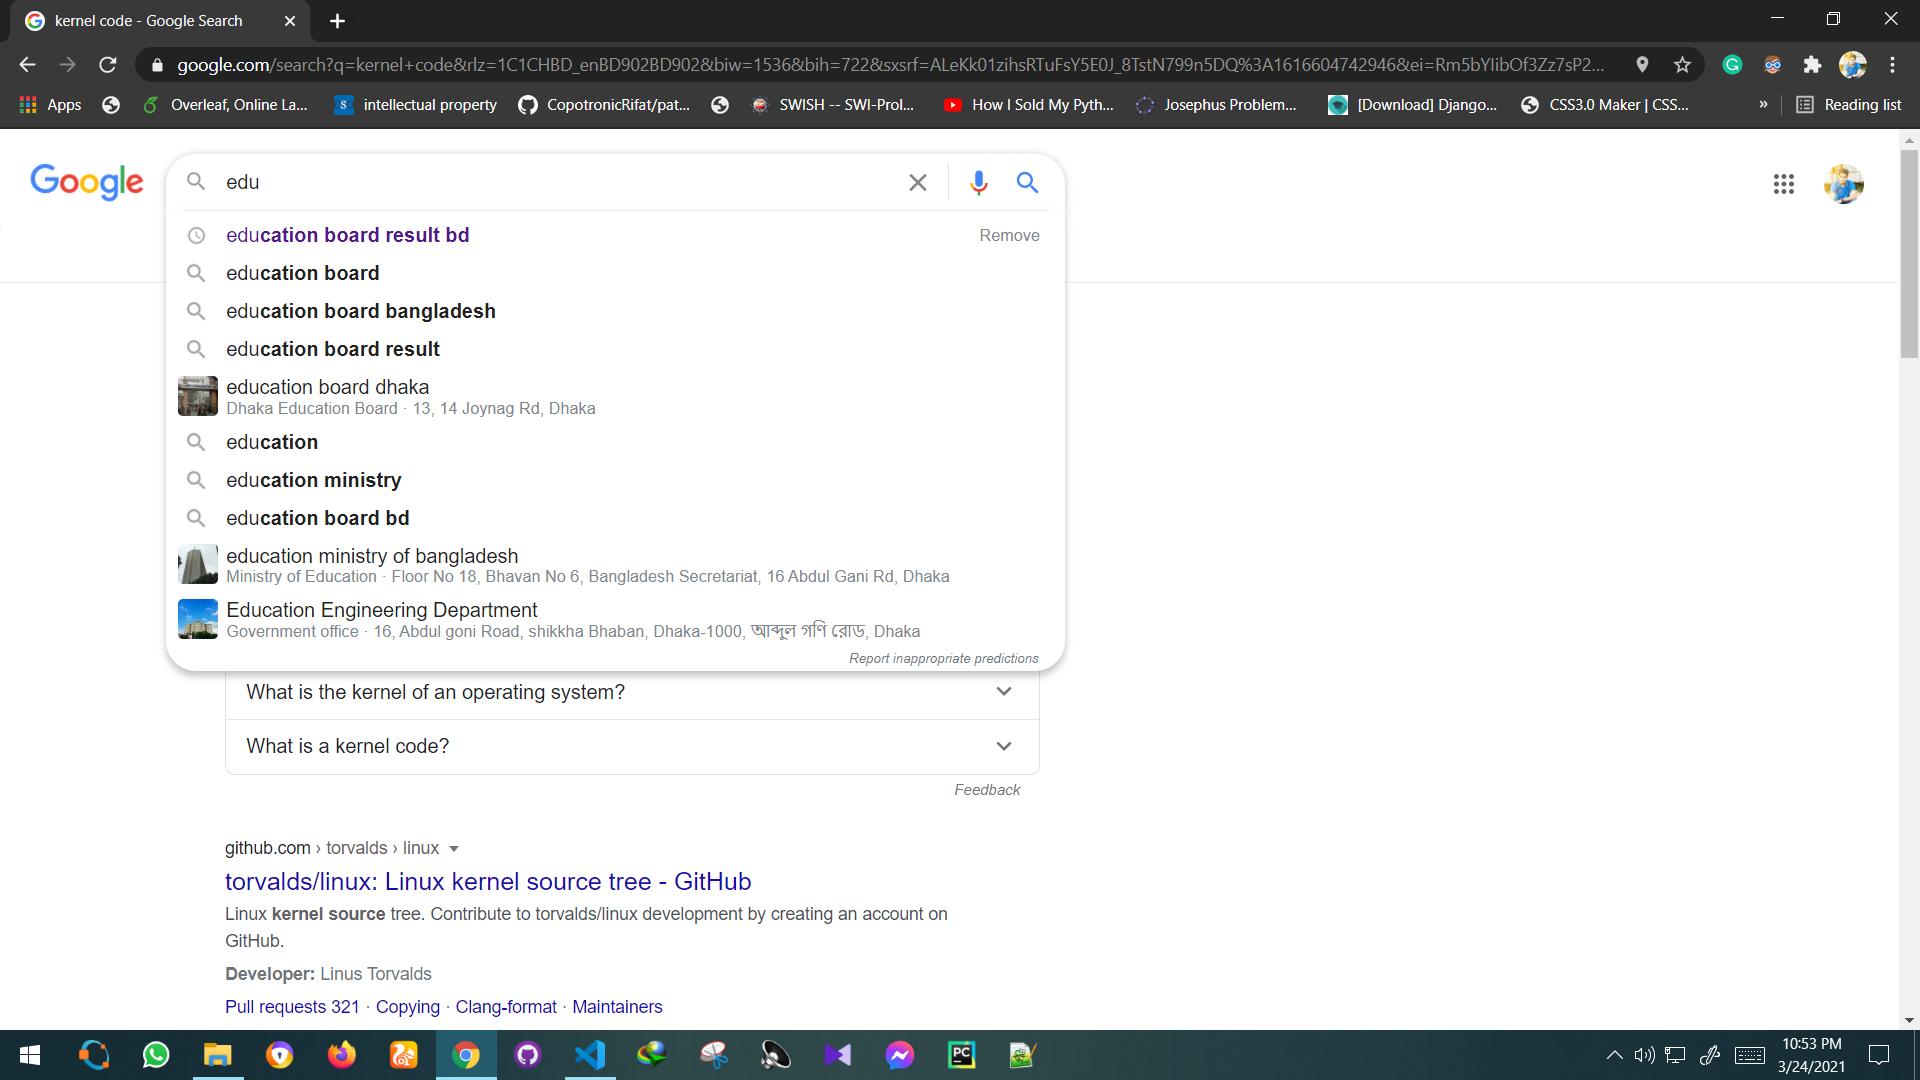 kernel code - Google Search
google.com/search?q=kernel+code&rlz=1C1CHBD_enBD902BD902&biw=1536&bih=722&sxsrf=ALeKk01zihsRTuFsY5E0J_8TstN799n5DQ%3A1616604742946&ei=Rm5bYIibOf3Zz7sP2...
Apps
Overleaf, Online La...
intellectual property
CopotronicRifat/pat...
SWISH -- SWI-Prol...
How I Sold My Pyth...
Josephus Problem...
[Download] Django...
CSS3.0 Maker | CSS...
»
Reading list
Google
edu
education board result bd
Remove
education board
education board bangladesh
education board result
education board dhaka
Dhaka Education Board · 13, 14 Joynag Rd, Dhaka
education
education ministry
education board bd
education ministry of bangladesh
Ministry of Education · Floor No 18, Bhavan No 6, Bangladesh Secretariat, 16 Abdul Gani Rd, Dhaka
Education Engineering Department
Government office · 16, Abdul goni Road, shikkha Bhaban, Dhaka-1000, আব্দুল গণি রোড, Dhaka
Report inappropriate predictions
What is the kernel of an operating system?
What is a kernel code?
Feedback
github.com › torvalds › linux
torvalds/linux: Linux kernel source tree - GitHub
Linux kernel source tree. Contribute to torvalds/linux development by creating an account on
GitHub.
Developer: Linus Torvalds
Pull requests 321 · Copying · Clang-format · Maintainers
PC
10:53 PM
3/24/2021